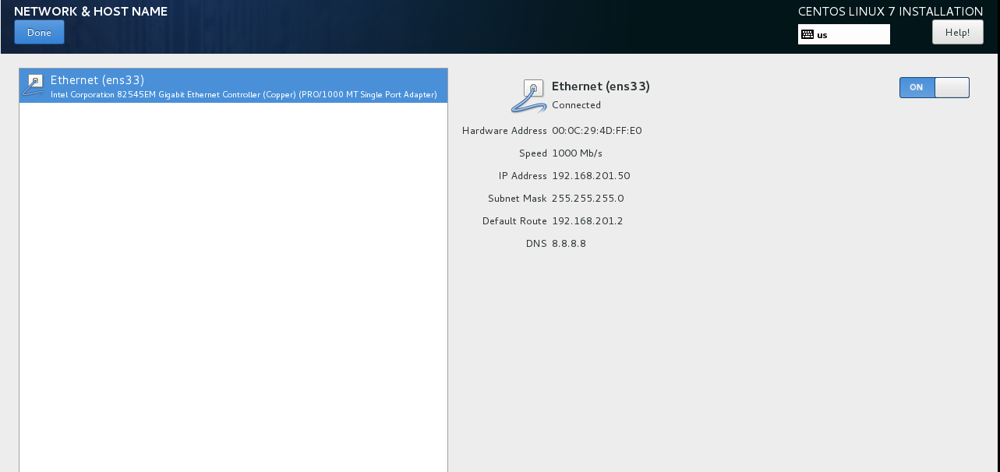 NETWORK & HOST NAME
CENTOS LINUX 7 INSTALLATION
Done
us
Help!
Ethernet (ens33)
Intel Corporation 82545EM Gigabit Ethernet Controller (Copper) (PRO/1000 MT Single Port Adapter)
Ethernet (ens33)
Connected
ON
Hardware Address 00:0C:29:4D:FF:E0
Speed 1000 Mb/s
IP Address 192.168.201.50
Subnet Mask 255.255.255.0
Default Route 192.168.201.2
DNS 8.8.8.8